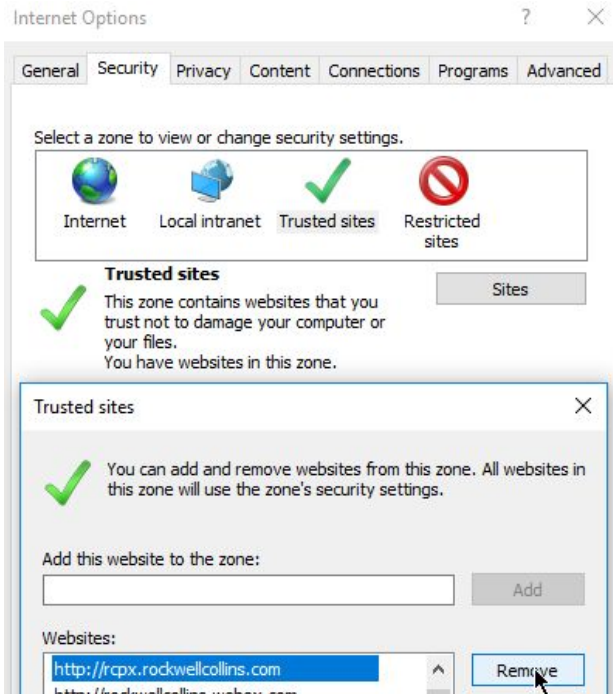 Internet Options ? ×
General Security Privacy Content Connections Programs Advanced
Select a zone to view or change security settings.
Internet Local intranet Trusted sites Restricted sites
Trusted sites
Sites
This zone contains websites that you
trust not to damage your computer or
your files.
You have websites in this zone.
Trusted sites ×
You can add and remove websites from this zone. All websites in
this zone will use the zone's security settings.
Add this website to the zone:
Add
Websites:
http://rcpx.rockwellcollins.com
Remove